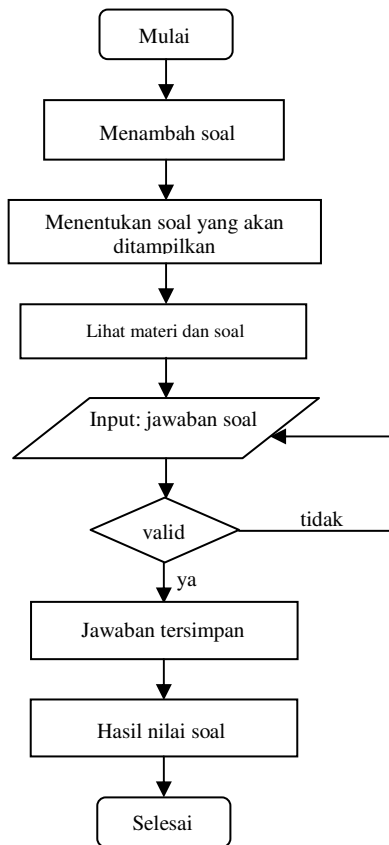 Mulai
Menambah soal
Menentukan soal yang akan
ditampilkan
Lihat materi dan soal
Input: jawaban soal
valid
tidak
ya
Jawaban tersimpan
Hasil nilai soal
Selesai